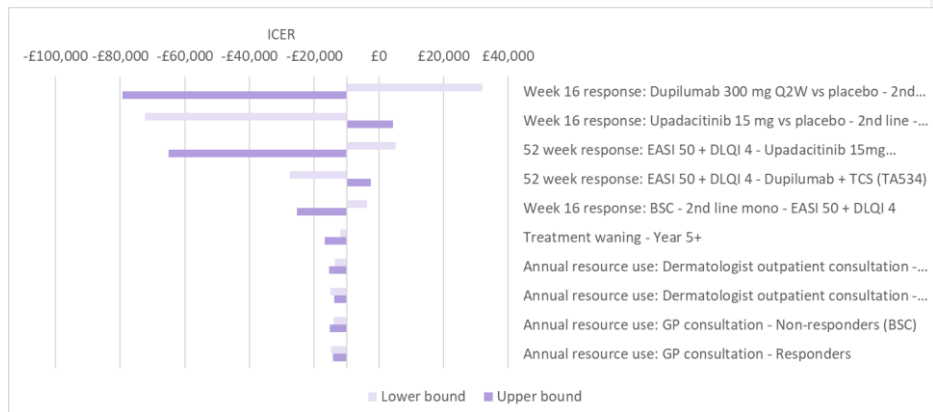 ICER
-£100,000 -£80,000 -£60,000 -£40,000 -£20,000 £0 £20,000 £40,000
Week 16 response: Dupilumab 300 mg Q2W vs placebo - 2nd...
Week 16 response: Upadacitinib 15 mg vs placebo - 2nd line -...
52 week response: EASI 50 + DLQI 4 - Upadacitinib 15mg...
52 week response: EASI 50 + DLQI 4 - Dupilumab + TCS (TA534)
Week 16 response: BSC - 2nd line mono - EASI 50 + DLQI 4
Treatment waning - Year 5+
Annual resource use: Dermatologist outpatient consultation -...
Annual resource use: Dermatologist outpatient consultation -...
Annual resource use: GP consultation - Non-responders (BSC)
Annual resource use: GP consultation - Responders
Lower bound Upper bound